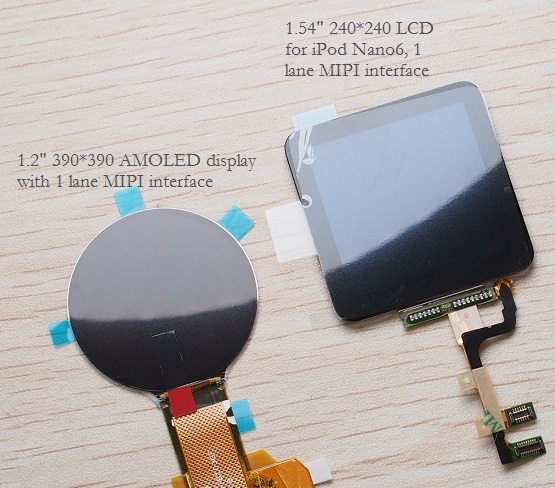 1.54" 240*240 LCD
for iPod Nano6, 1
lane MIPI interface
1.2" 390*390 AMOLED display
with 1 lane MIPI interface